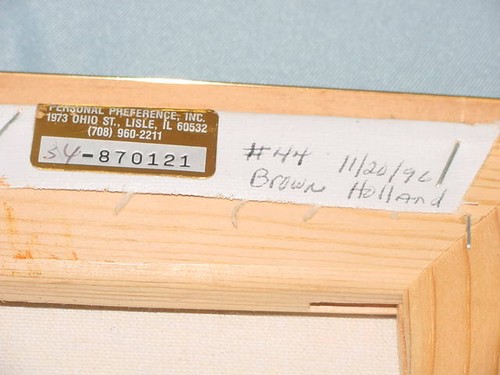 PERSONAL PREFERENCE, INC.
1973 OHIO ST., LISLE, IL 60532
(708) 960-2211
54-870121
#44 11/20/96
Brown Holland